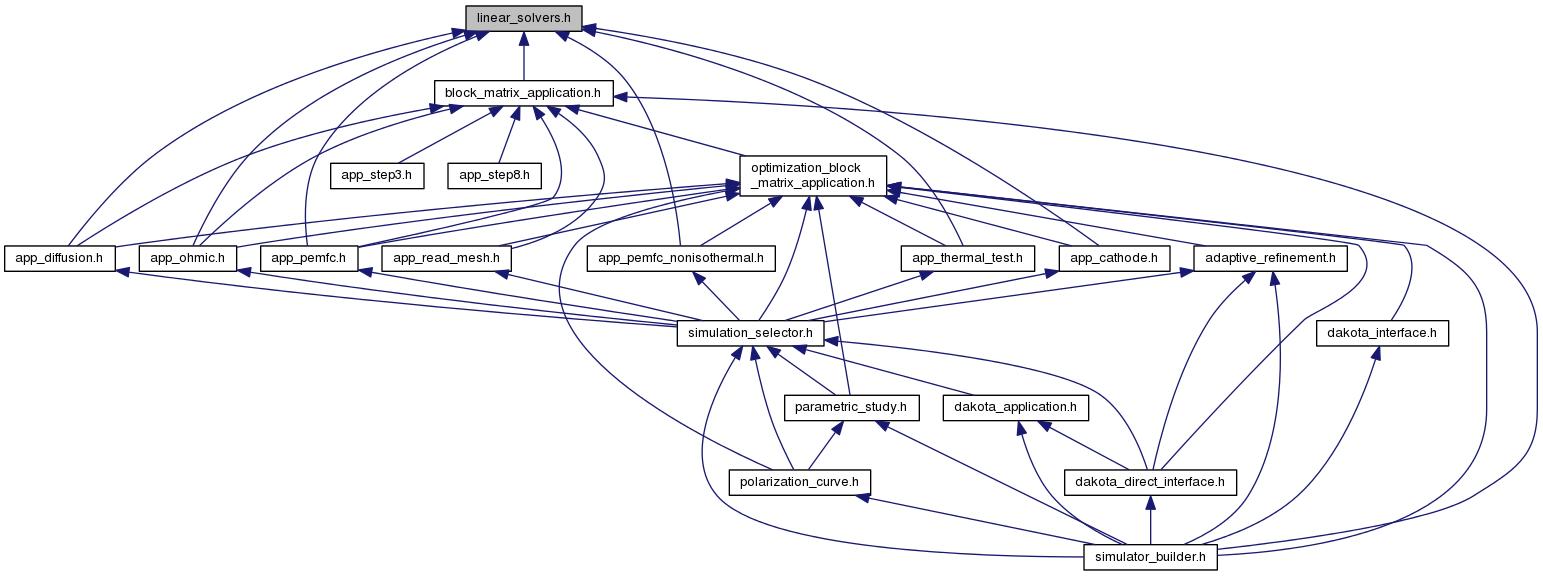 linear_solvers.h
block_matrix_application.h
app_step3.h
app_step8.h
optimization_block
_matrix_application.h
app_diffusion.h
app_ohmic.h
app_pemfc.h
app_read_mesh.h
app_pemfc_nonisothermal.h
app_thermal_test.h
app_cathode.h
adaptive_refinement.h
simulation_selector.h
dakota_interface.h
parametric_study.h
dakota_application.h
polarization_curve.h
dakota_direct_interface.h
simulator_builder.h